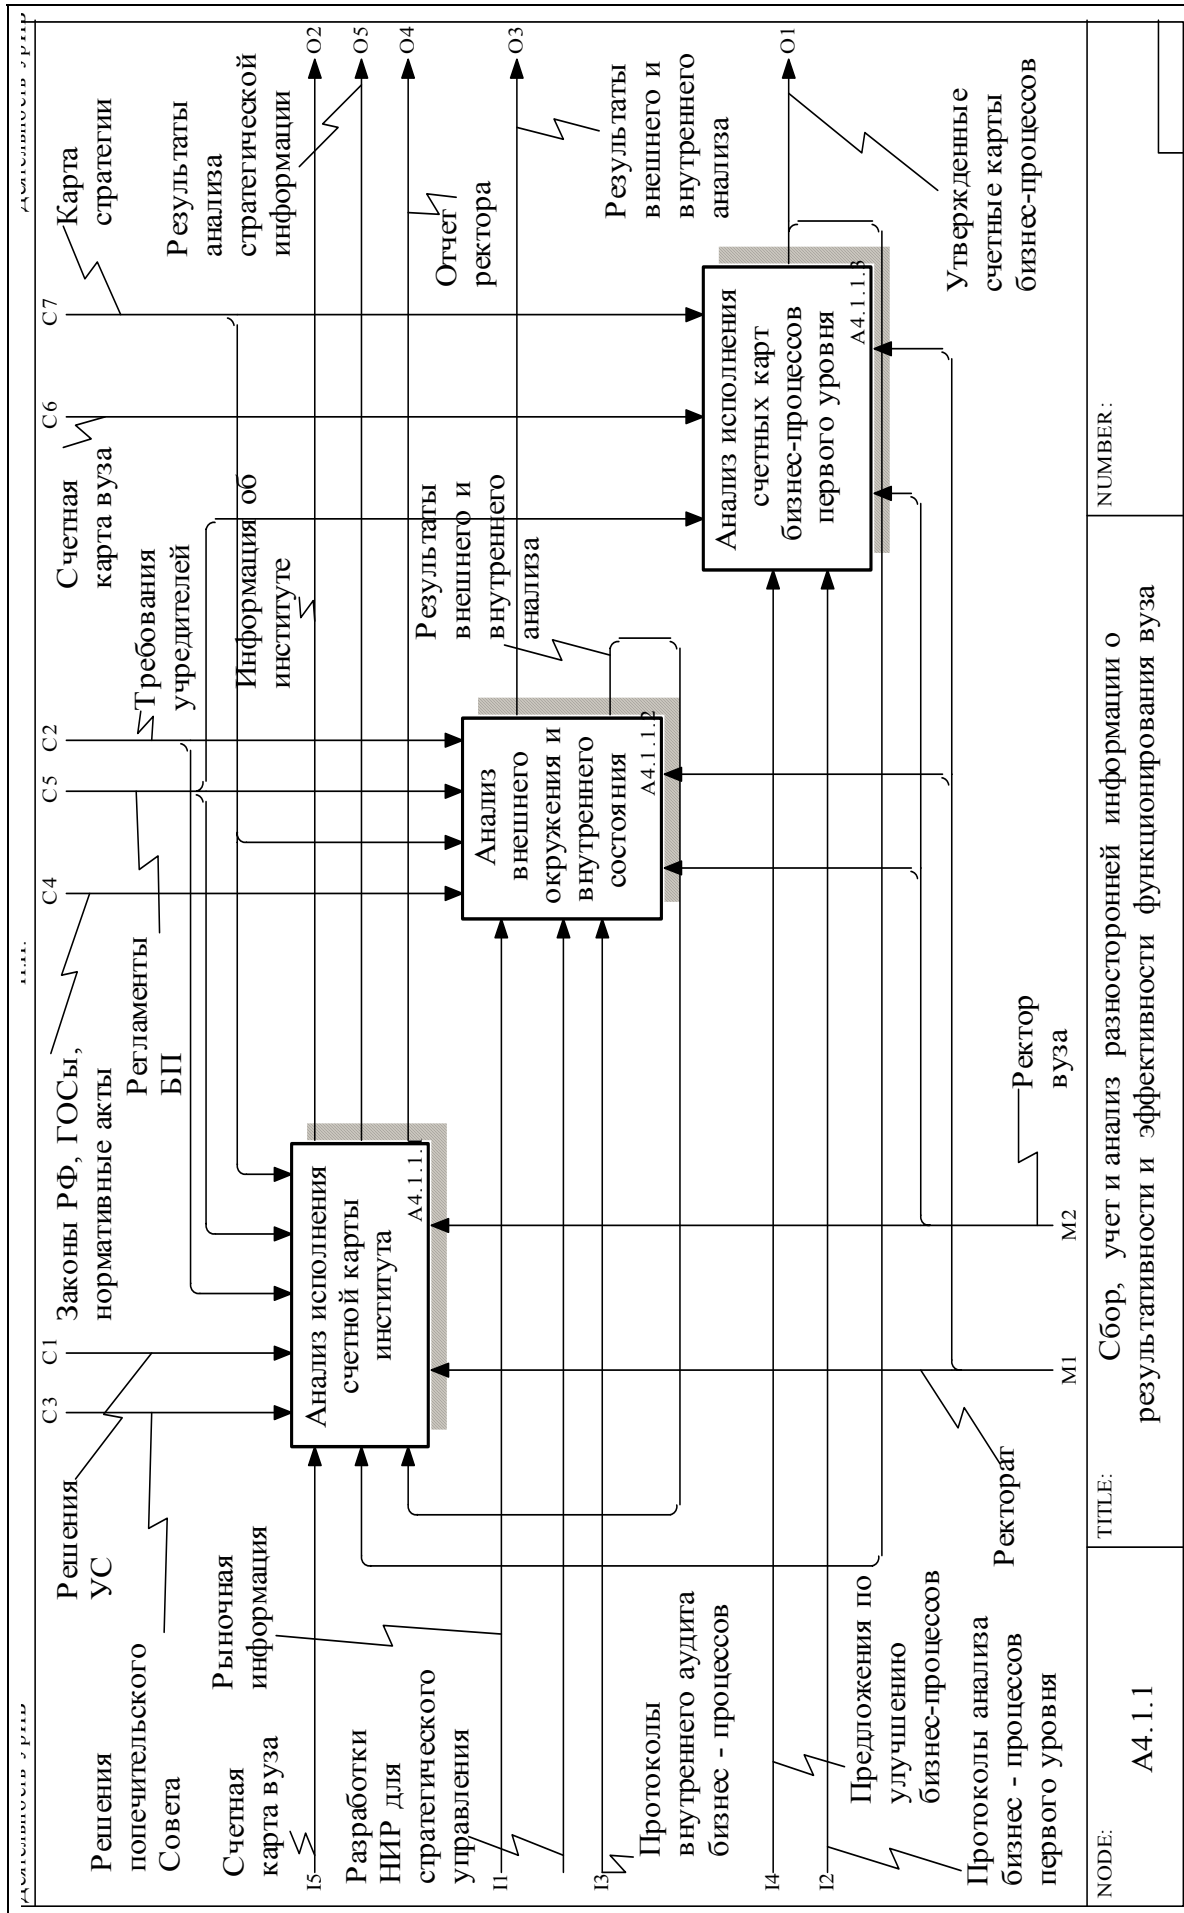 C3
C1
C4
C5
C2
C6
C7
Решения
УС
Решения
попечительского
Совета
Законы РФ, ГОСы,
нормативные акты
Регламенты
БП
Требования
учредителей
Счетная
карта вуза
Карта
стратегии
Рыночная
информация
Счетная
карта вуза
Разработки
НИР для
стратегического
управления
Информация об
институте
Результаты
анализа
стратегической
информации
Отчет
ректора
O2
O5
O4
O3
O1
I5
I1
I3
I4
I2
Анализ исполнения
счетной карты
института
A4.1.1.
Анализ
внешнего
окружения и
внутреннего
состояния
A4.1.1.2
Результаты
внешнего и
внутреннего
анализа
Результаты
внешнего и
внутреннего
анализа
Анализ исполнения
счетных карт
бизнес-процессов
первого уровня
A4.1.1.3
Утвержденные
счетные карты
бизнес-процессов
Протоколы
внутреннего аудита
бизнес - процессов
Предложения по
улучшению
бизнес-процессов
Протоколы анализа
бизнес - процессов
первого уровня
Ректорат
Ректор
вуза
M1
M2
NODE:
A4.1.1
TITLE:
Сбор, учет и анализ разносторонней информации о
результативности и эффективности функционирования вуза
NUMBER: